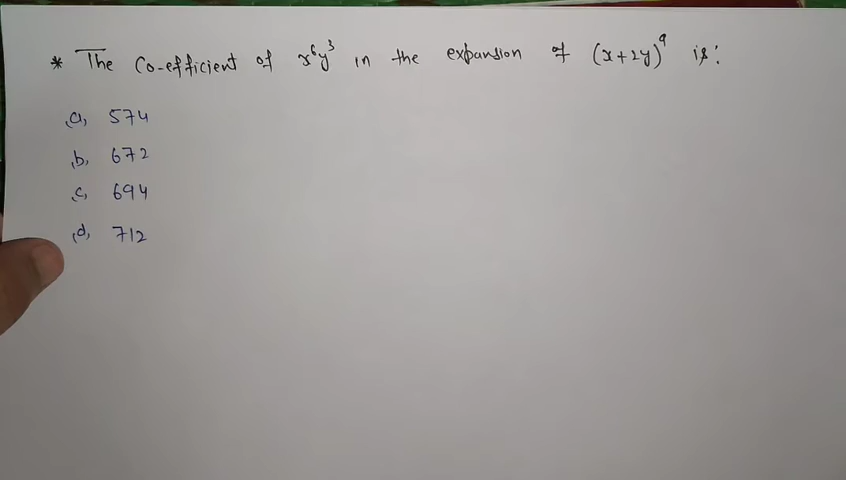 * The Co-efficient of x⁶y³ in the expansion of (x+2y)⁹ is:
(a) 574
(b) 672
(c) 694
(d) 712